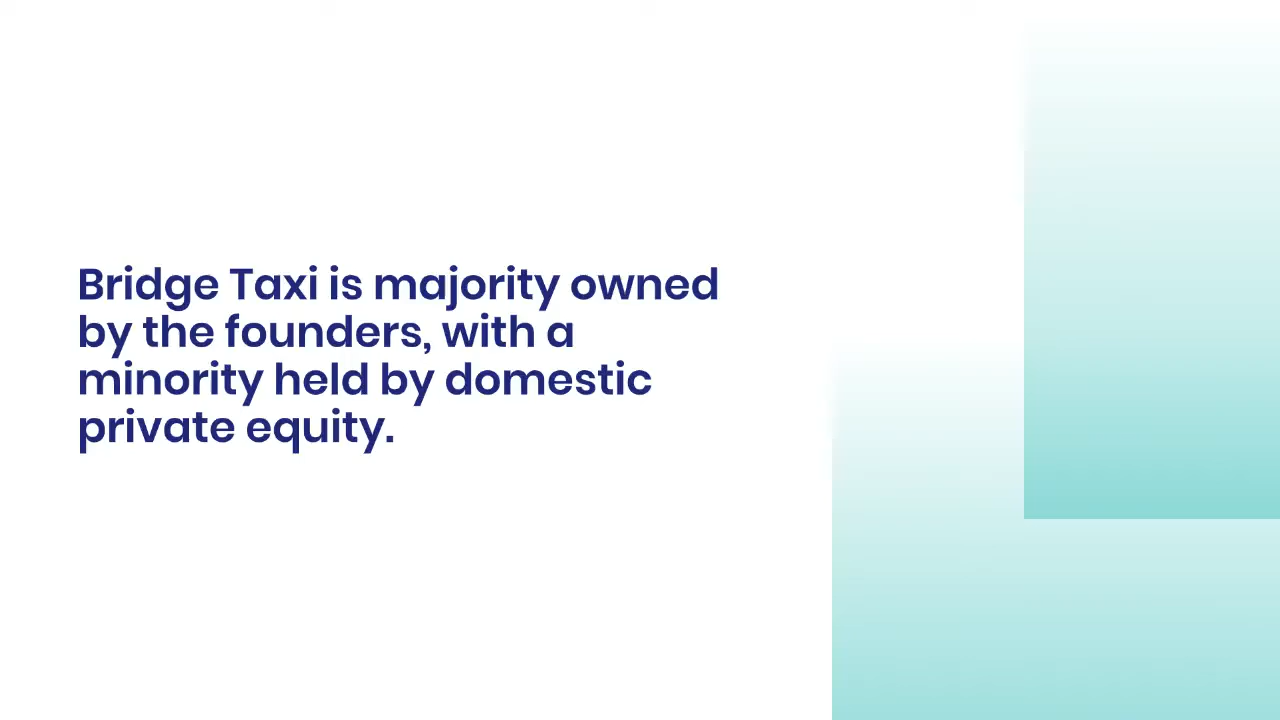 Bridge Taxi is majority owned
by the founders, with a
minority held by domestic
private equity.